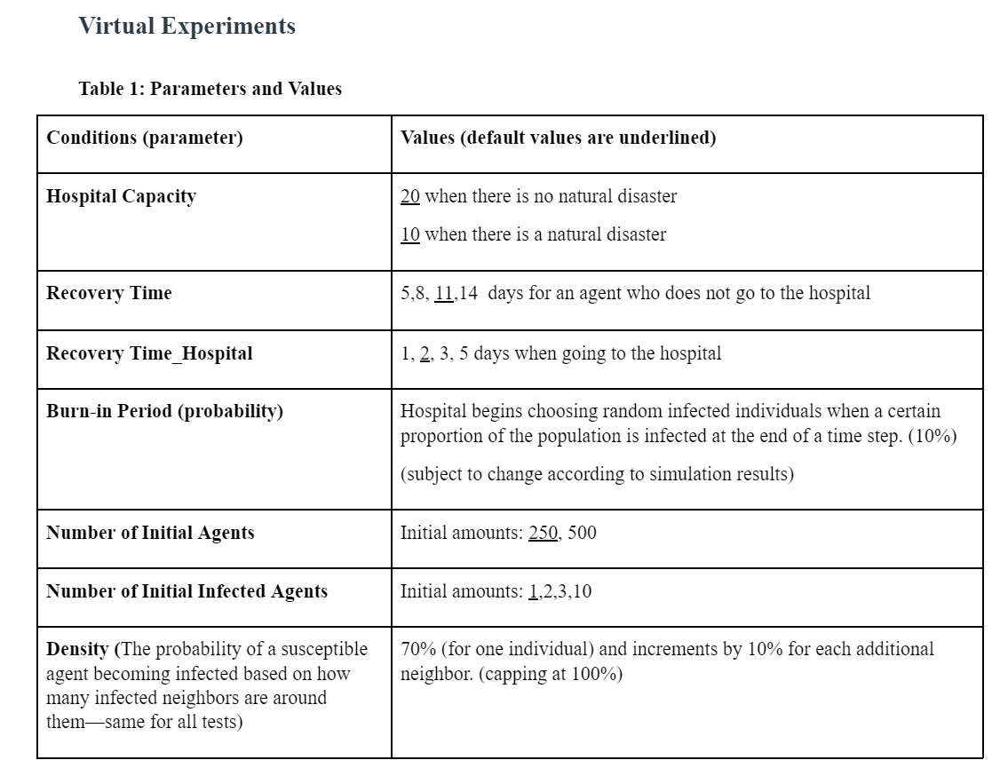 Virtual Experiments
Table 1: Parameters and Values
Conditions (parameter)
Values (default values are underlined)
Hospital Capacity
20 when there is no natural disaster
10 when there is a natural disaster
Recovery Time
5,8, 11,14 days for an agent who does not go to the hospital
Recovery Time_Hospital
1, 2, 3, 5 days when going to the hospital
Burn-in Period (probability)
Hospital begins choosing random infected individuals when a certain
proportion of the population is infected at the end of a time step. (10%)
(subject to change according to simulation results)
Number of Initial Agents
Initial amounts: 250, 500
Number of Initial Infected Agents
Initial amounts: 1,2,3,10
Density (The probability of a susceptible
agent becoming infected based on how
many infected neighbors are around
them—same for all tests)
70% (for one individual) and increments by 10% for each additional
neighbor. (capping at 100%)